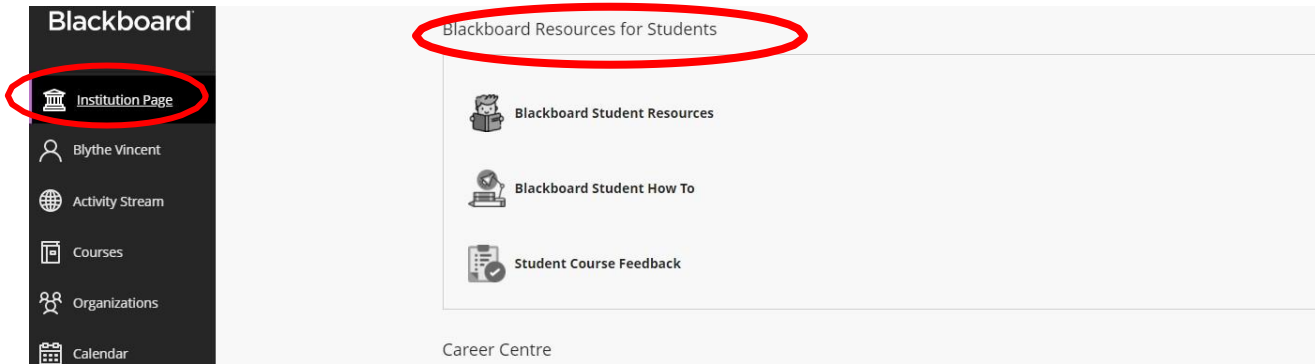 Blackboard
Institution Page
Blythe Vincent
Activity Stream
Courses
Organizations
Calendar
Blackboard Resources for Students
Blackboard Student Resources
Blackboard Student How To
Student Course Feedback
Career Centre